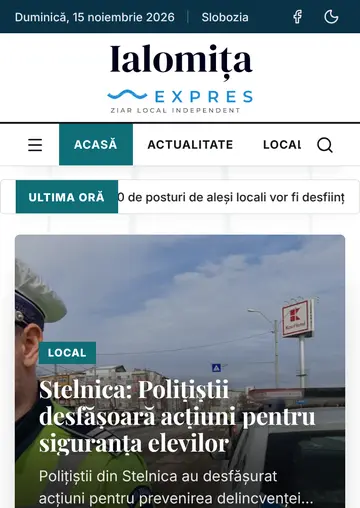 Duminică, 15 noiembrie 2026 Slobozia
Ialomița
EXPRES
ZIAR LOCAL INDEPENDENT
ACASĂ ACTUALITATE LOCAL
ULTIMA ORĂ 0 de posturi de aleși locali vor fi desființ
Kaufland
LOCAL
Stelnica: Polițiștii
desfășoară acțiuni pentru
siguranța elevilor
Polițiștii din Stelnica au desfășurat
acțiuni pentru prevenirea delincvenței...